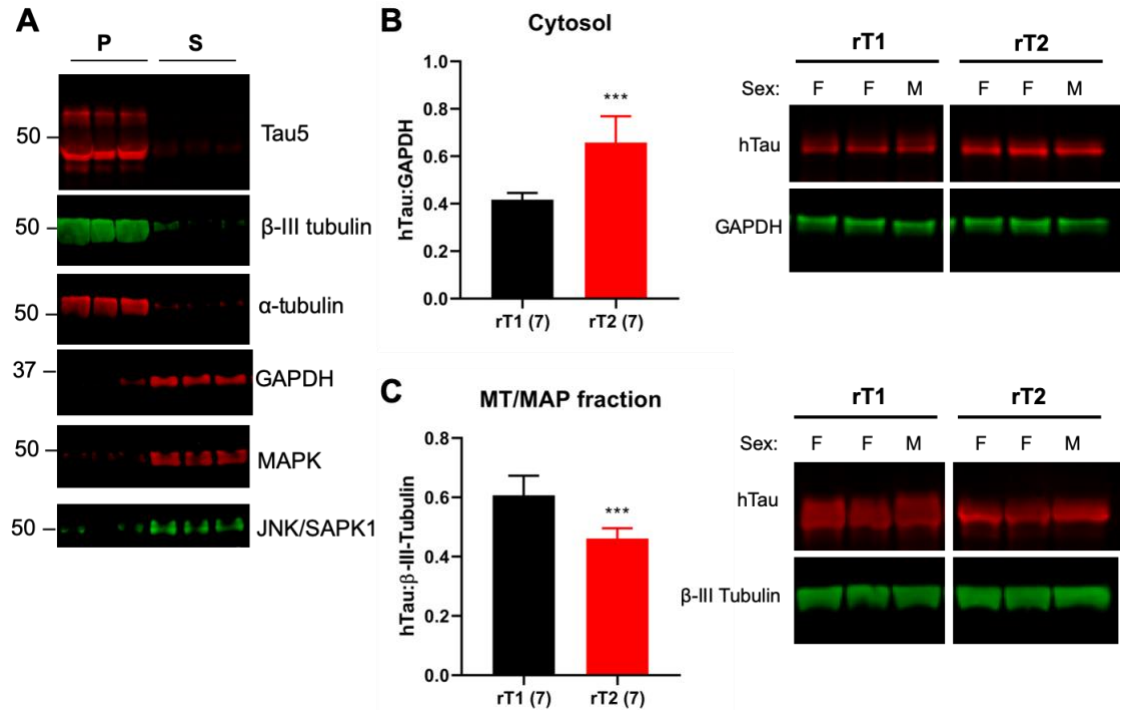 A
P S
50
Tau5
50
β-III tubulin
50
α-tubulin
37
GAPDH
50
MAPK
50
JNK/SAPK1
B
Cytosol
hTau:GAPDH
1.0
0.8
0.6
0.4
0.2
0.0
***
rT1 (7) rT2 (7)
rT1 rT2
Sex: F F M F F M
hTau
GAPDH
C
MT/MAP fraction
hTau:β-III-Tubulin
0.8
0.6
0.4
0.2
0.0
***
rT1 (7) rT2 (7)
rT1 rT2
Sex: F F M F F M
hTau
β-III Tubulin